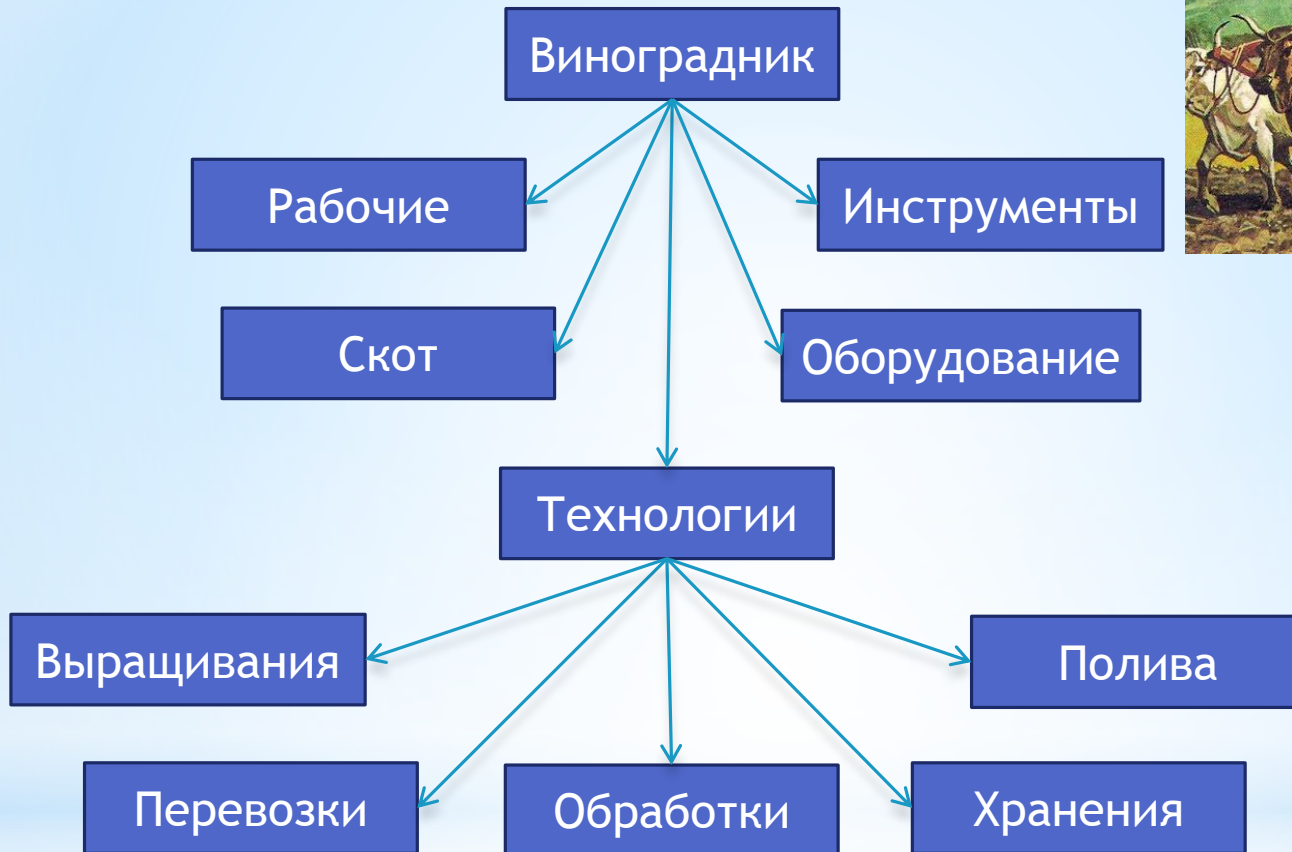 Виноградник
Рабочие
Инструменты
Скот
Оборудование
Технологии
Выращивания
Полива
Перевозки
Обработки
Хранения